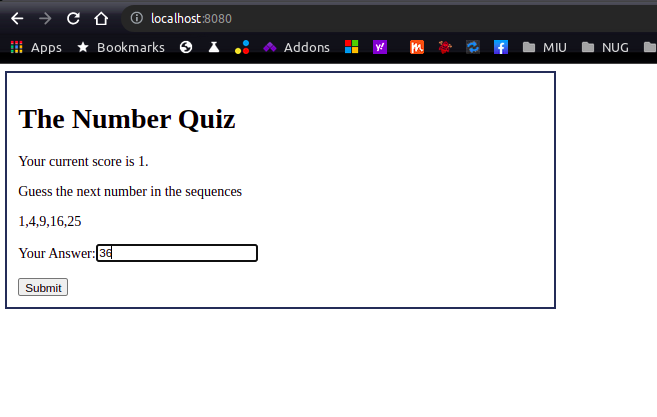 localhost:8080
Apps Bookmarks Addons MIU NUG
The Number Quiz
Your current score is 1.
Guess the next number in the sequences
1,4,9,16,25
Your Answer:36
Submit